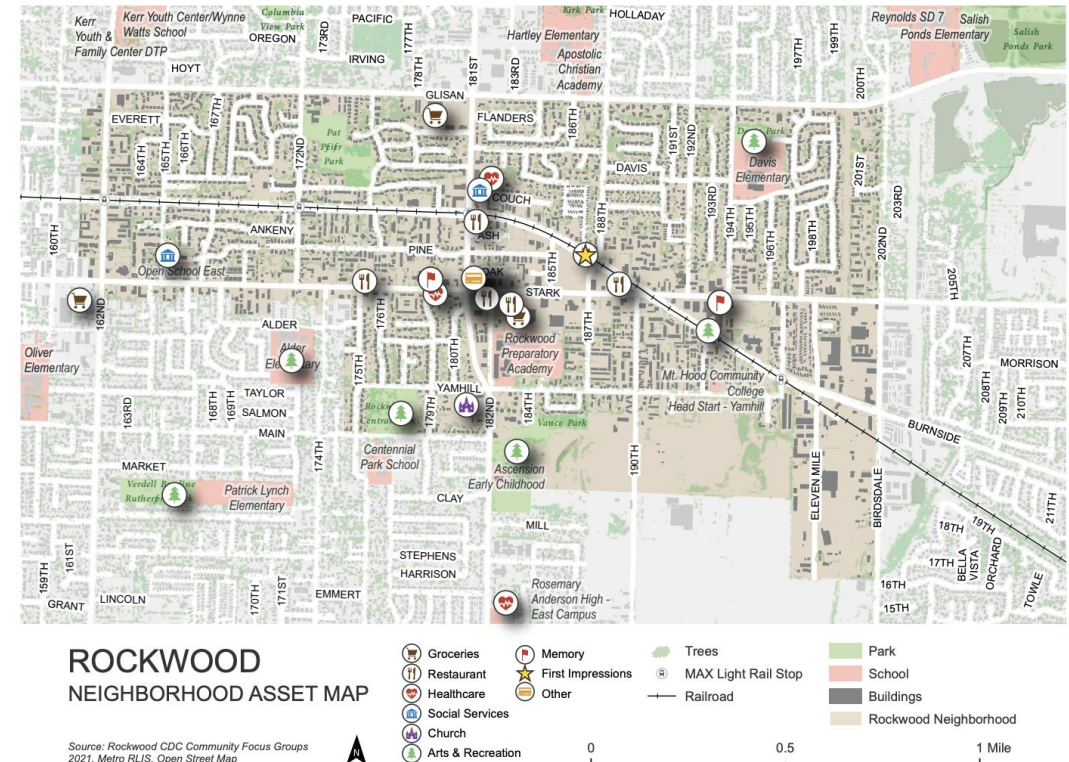 Kerr
Youth &
Family Center DTP
Kerr Youth Center/Wynne
Watts School
Columbia
View Park
OREGON
173RD
PACIFIC
IRVING
177TH
178TH
181ST
183RD
Kirk Park
HOLLADAY
Hartley Elementary
Apostolic
Christian
Academy
Reynolds SD 7
Ponds Elementary
Salish
Salish
Ponds Park
197TH
199TH
200TH
HOYT
GLISAN
EVERETT
FLANDERS
164TH
165TH
166TH
167TH
172ND
Pat
Pfifr
Park
186TH
191ST
192ND
DAVIS
Park
Davis
Elementary
201ST
COUCH
188TH
193RD
194TH
195TH
196TH
198TH
202ND
203RD
160TH
ANKENY
ASH
PINE
Open School East
OAK
185TH
STARK
205TH
162ND
176TH
ALDER
Alder
Elementary
Oliver
Elementary
175TH
180TH
Rockwood
Preparatory
Academy
187TH
207TH
MORRISON
Mt. Hood Community
College
Head Start - Yamhill
208TH
209TH
210TH
TAYLOR
YAMHILL
163RD
168TH
169TH
SALMON
179TH
182ND
184TH
Vance Park
MAIN
174TH
Centennial
Park School
190TH
BURNSIDE
MARKET
Verdell
Patrick Lynch
Elementary
Ascension
Early Childhood
CLAY
ELEVEN MILE
BIRDSDALE
211TH
MILL
18TH
19TH
17TH
BELLA
VISTA
ORCHARD
TOWLE
STEPHENS
HARRISON
159TH
161ST
170TH
171ST
EMMERT
Rosemary
Anderson High -
East Campus
16TH
15TH
GRANT
LINCOLN
ROCKWOOD
NEIGHBORHOOD ASSET MAP
Source: Rockwood CDC Community Focus Groups
2021, Metro RLIS, Open Street Map
N
Groceries
Restaurant
Healthcare
Social Services
Church
Arts & Recreation
Memory
First Impressions
Other
Trees
MAX Light Rail Stop
Railroad
Park
School
Buildings
Rockwood Neighborhood
0
0.5
1 Mile